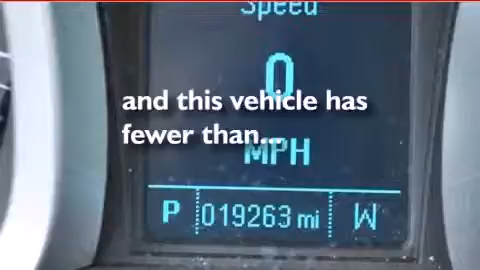 Speed
0
and this vehicle has
fewer than...
MPH
P 019263 mi W